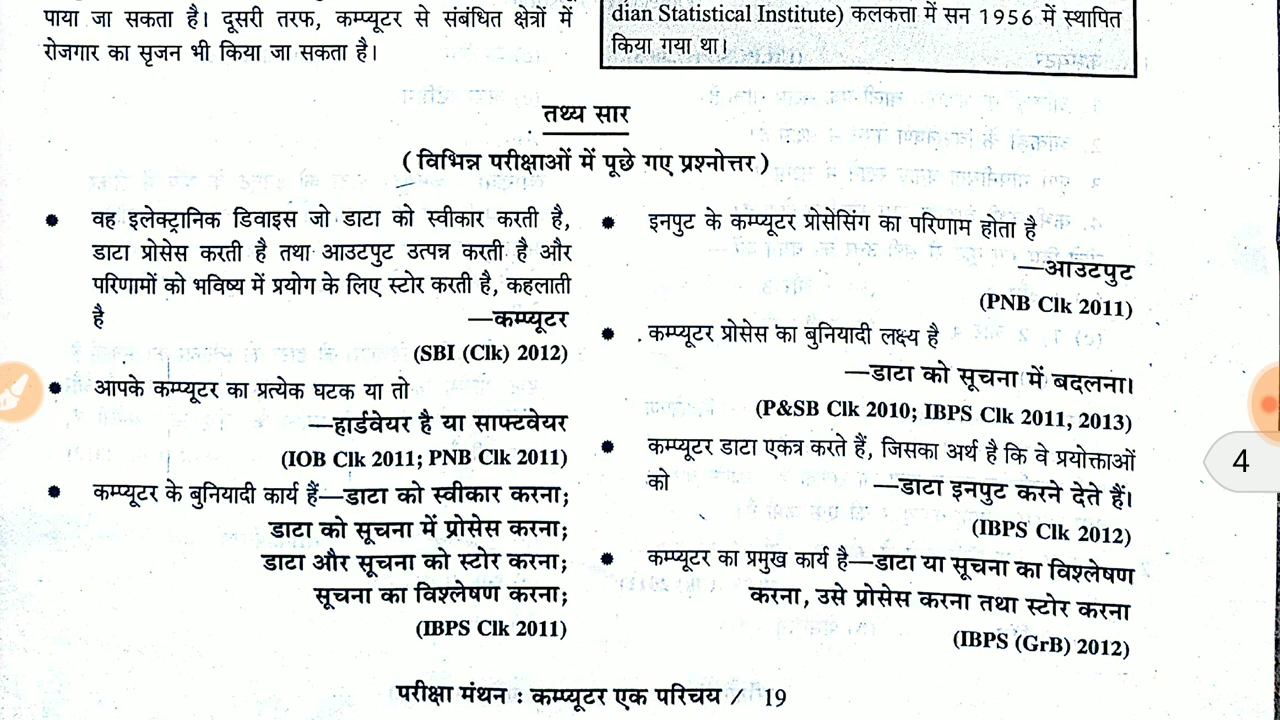 पाया जा सकता है। दूसरी तरफ, कम्प्यूटर से संबंधित क्षेत्रों में
रोजगार का सृजन भी किया जा सकता है।
dian Statistical Institute) कलकत्ता में सन 1956 में स्थापित
किया गया था।
तथ्य सार
(विभिन्न परीक्षाओं में पूछे गए प्रश्नोत्तर)
वह इलेक्ट्रानिक डिवाइस जो डाटा को स्वीकार करती है,
डाटा प्रोसेस करती है तथा आउटपुट उत्पन्न करती है और
परिणामों को भविष्य में प्रयोग के लिए स्टोर करती है, कहलाती
है —कम्प्यूटर
(SBI (Clk) 2012)
आपके कम्प्यूटर का प्रत्येक घटक या तो
—हार्डवेयर है या साफ्टवेयर
(IOB Clk 2011; PNB Clk 2011)
कम्प्यूटर के बुनियादी कार्य हैं—डाटा को स्वीकार करना;
डाटा को सूचना में प्रोसेस करना;
डाटा और सूचना को स्टोर करना;
सूचना का विश्लेषण करना;
(IBPS Clk 2011)
इनपुट के कम्प्यूटर प्रोसेसिंग का परिणाम होता है
—आउटपुट
(PNB Clk 2011)
कम्प्यूटर प्रोसेस का बुनियादी लक्ष्य है
—डाटा को सूचना में बदलना।
(P&SB Clk 2010; IBPS Clk 2011, 2013)
कम्प्यूटर डाटा एकत्र करते हैं, जिसका अर्थ है कि वे प्रयोक्ताओं
को —डाटा इनपुट करने देते हैं।
(IBPS Clk 2012)
कम्प्यूटर का प्रमुख कार्य है—डाटा या सूचना का विश्लेषण
करना, उसे प्रोसेस करना तथा स्टोर करना
(IBPS (GrB) 2012)
4
परीक्षा मंथन : कम्प्यूटर एक परिचय / 19